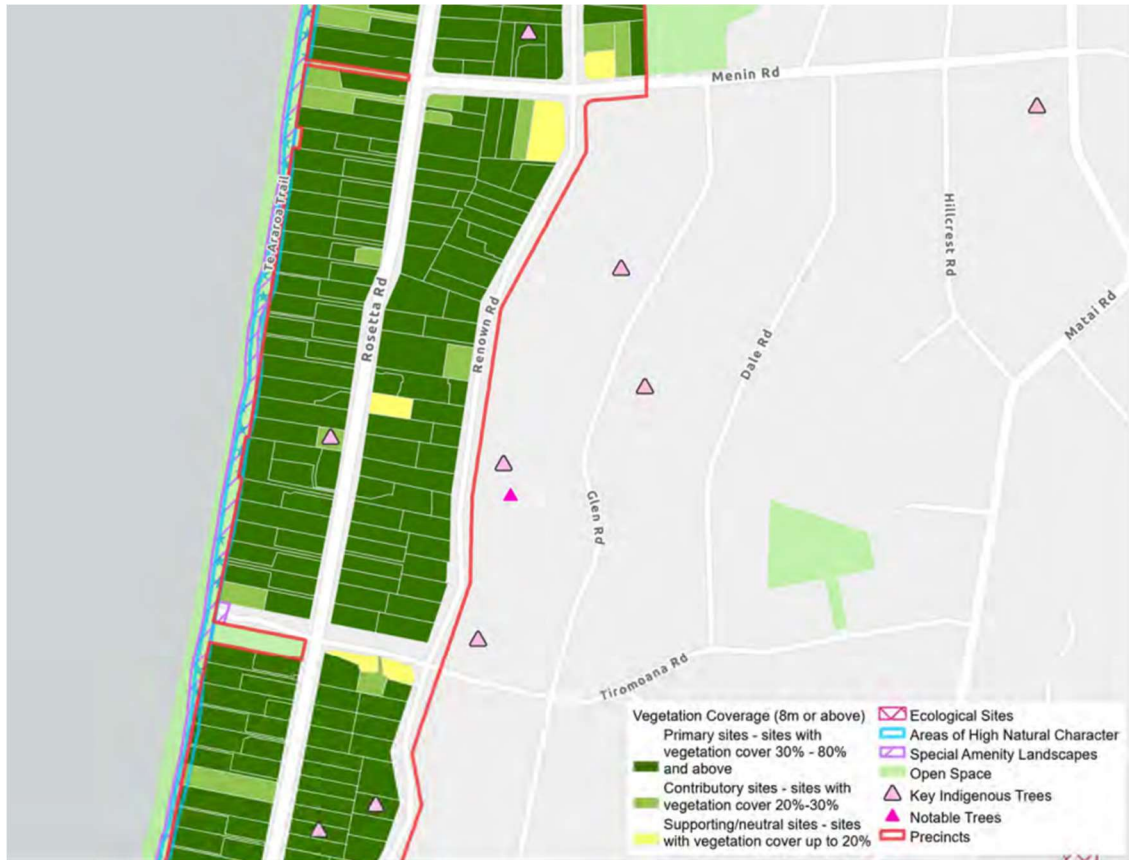 Menin Rd
Te Araroa Trail
Hillcrest Rd
Rosetta Rd
Renown Rd
Matai Rd
Dale Rd
Glen Rd
Tiromoana Rd
Vegetation Coverage (8m or above)
Primary sites - sites with
vegetation cover 30% - 80%
and above
Contributory sites - sites with
vegetation cover 20%-30%
Supporting/neutral sites - sites
with vegetation cover up to 20%
Ecological Sites
Areas of High Natural Character
Special Amenity Landscapes
Open Space
Key Indigenous Trees
Notable Trees
Precincts